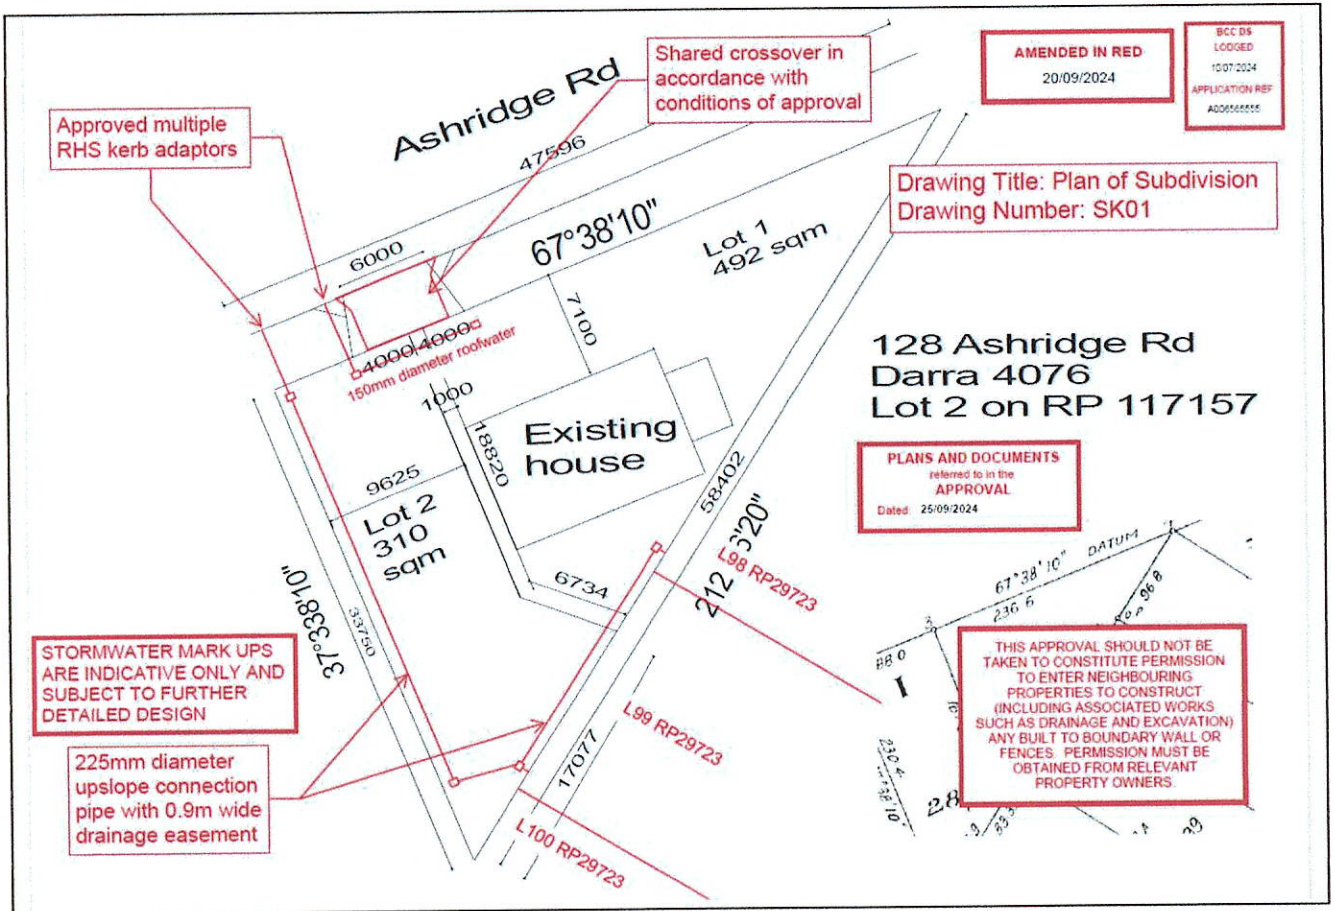 Ashridge Rd
Shared crossover in
accordance with
conditions of approval
AMENDED IN RED
20/09/2024
BCC DS
LODGED
APPLICATION REF
Approved multiple
RHS kerb adaptors
47596
Drawing Title: Plan of Subdivision
Drawing Number: SK01
6000
67°38'10"
Lot 1
492 sqm
7100
4000
4000
150mm diameter roofwater
1000
18820
Existing
house
128 Ashridge Rd
Darra 4076
Lot 2 on RP 117157
9625
Lot 2
310
sqm
58402
PLANS AND DOCUMENTS
referred to in the
APPROVAL
Dated: 25/09/2024
6734
L98 RP29723
37°338'10"
33750
67°38'10" DATUM
236.6
96.8
88.0
STORMWATER MARK UPS
ARE INDICATIVE ONLY AND
SUBJECT TO FURTHER
DETAILED DESIGN
L99 RP29723
17077
THIS APPROVAL SHOULD NOT BE
TAKEN TO CONSTITUTE PERMISSION
TO ENTER NEIGHBOURING
PROPERTIES TO CONSTRUCT
(INCLUDING ASSOCIATED WORKS
SUCH AS DRAINAGE AND EXCAVATION)
ANY BUILT TO BOUNDARY WALL OR
FENCES. PERMISSION MUST BE
OBTAINED FROM RELEVANT
PROPERTY OWNERS.
225mm diameter
upslope connection
pipe with 0.9m wide
drainage easement
L100 RP29723